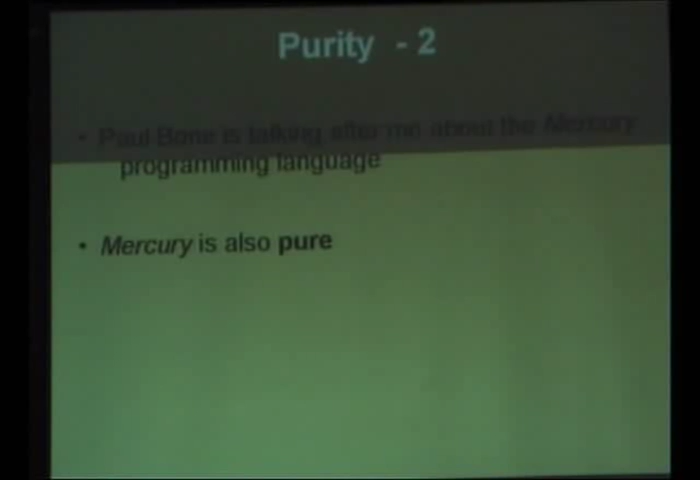 Purity - 2
• Paul Bone is talking after me about the Mercury
programming language
• Mercury is also pure